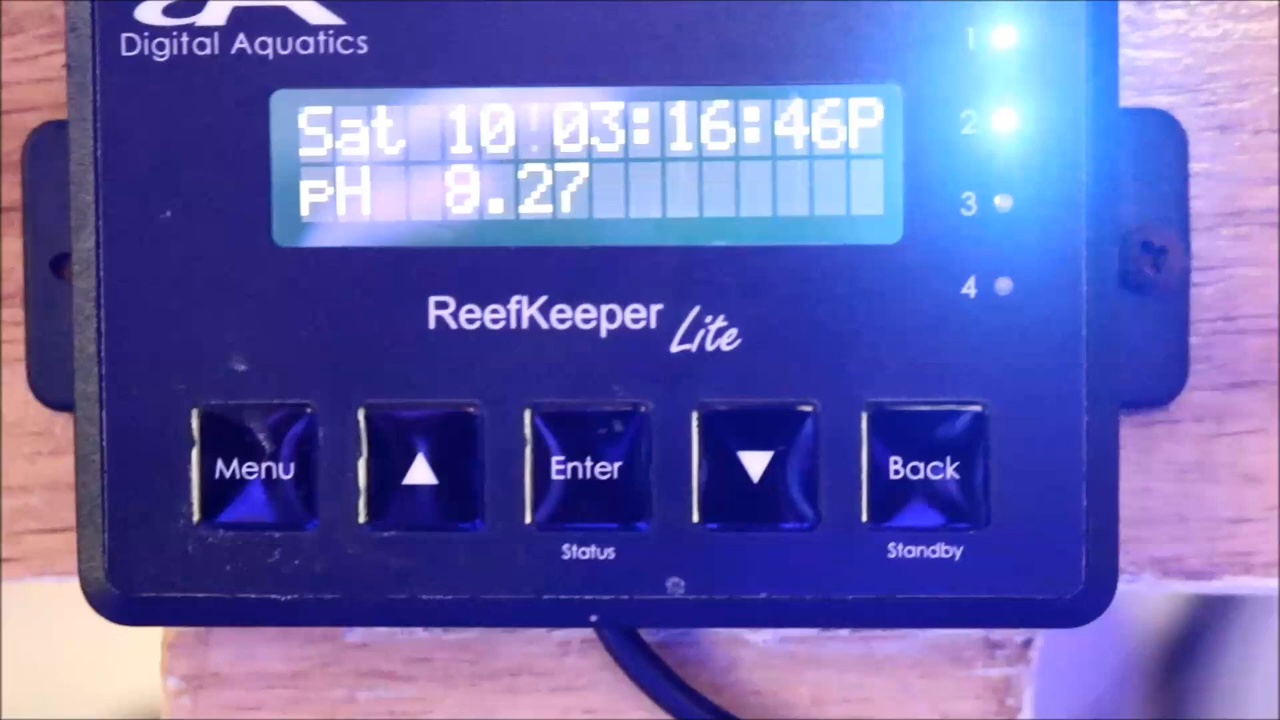 Digital Aquatics
1
Sat 10 03:16:46P
2
pH 8.27
3
4
ReefKeeper Lite
Menu
▲
Enter
▼
Back
Status
Standby